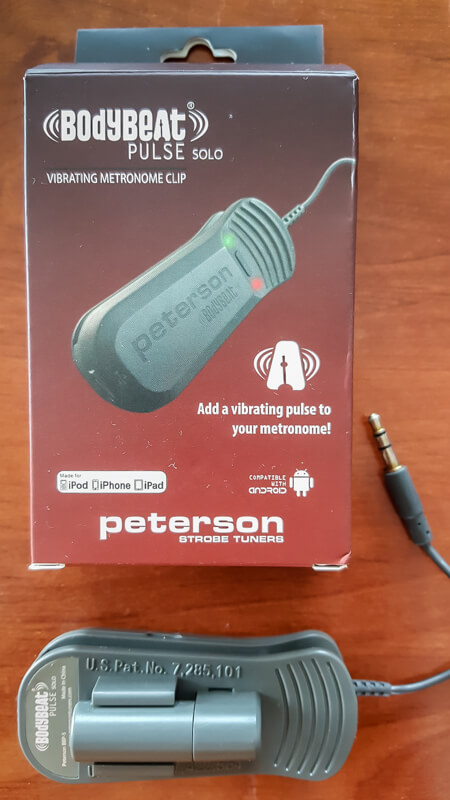 BODYBEAT®
PULSE SOLO
VIBRATING METRONOME CLIP
peterson
BODYBEAT
Add a vibrating pulse to
your metronome!
Made for
iPod iPhone iPad
COMPATIBLE
WITH
ANDROID
peterson
STROBE TUNERS
U.S. Pat. No. 7,285,101
BODYBEAT
PULSE SOLO
Made in China